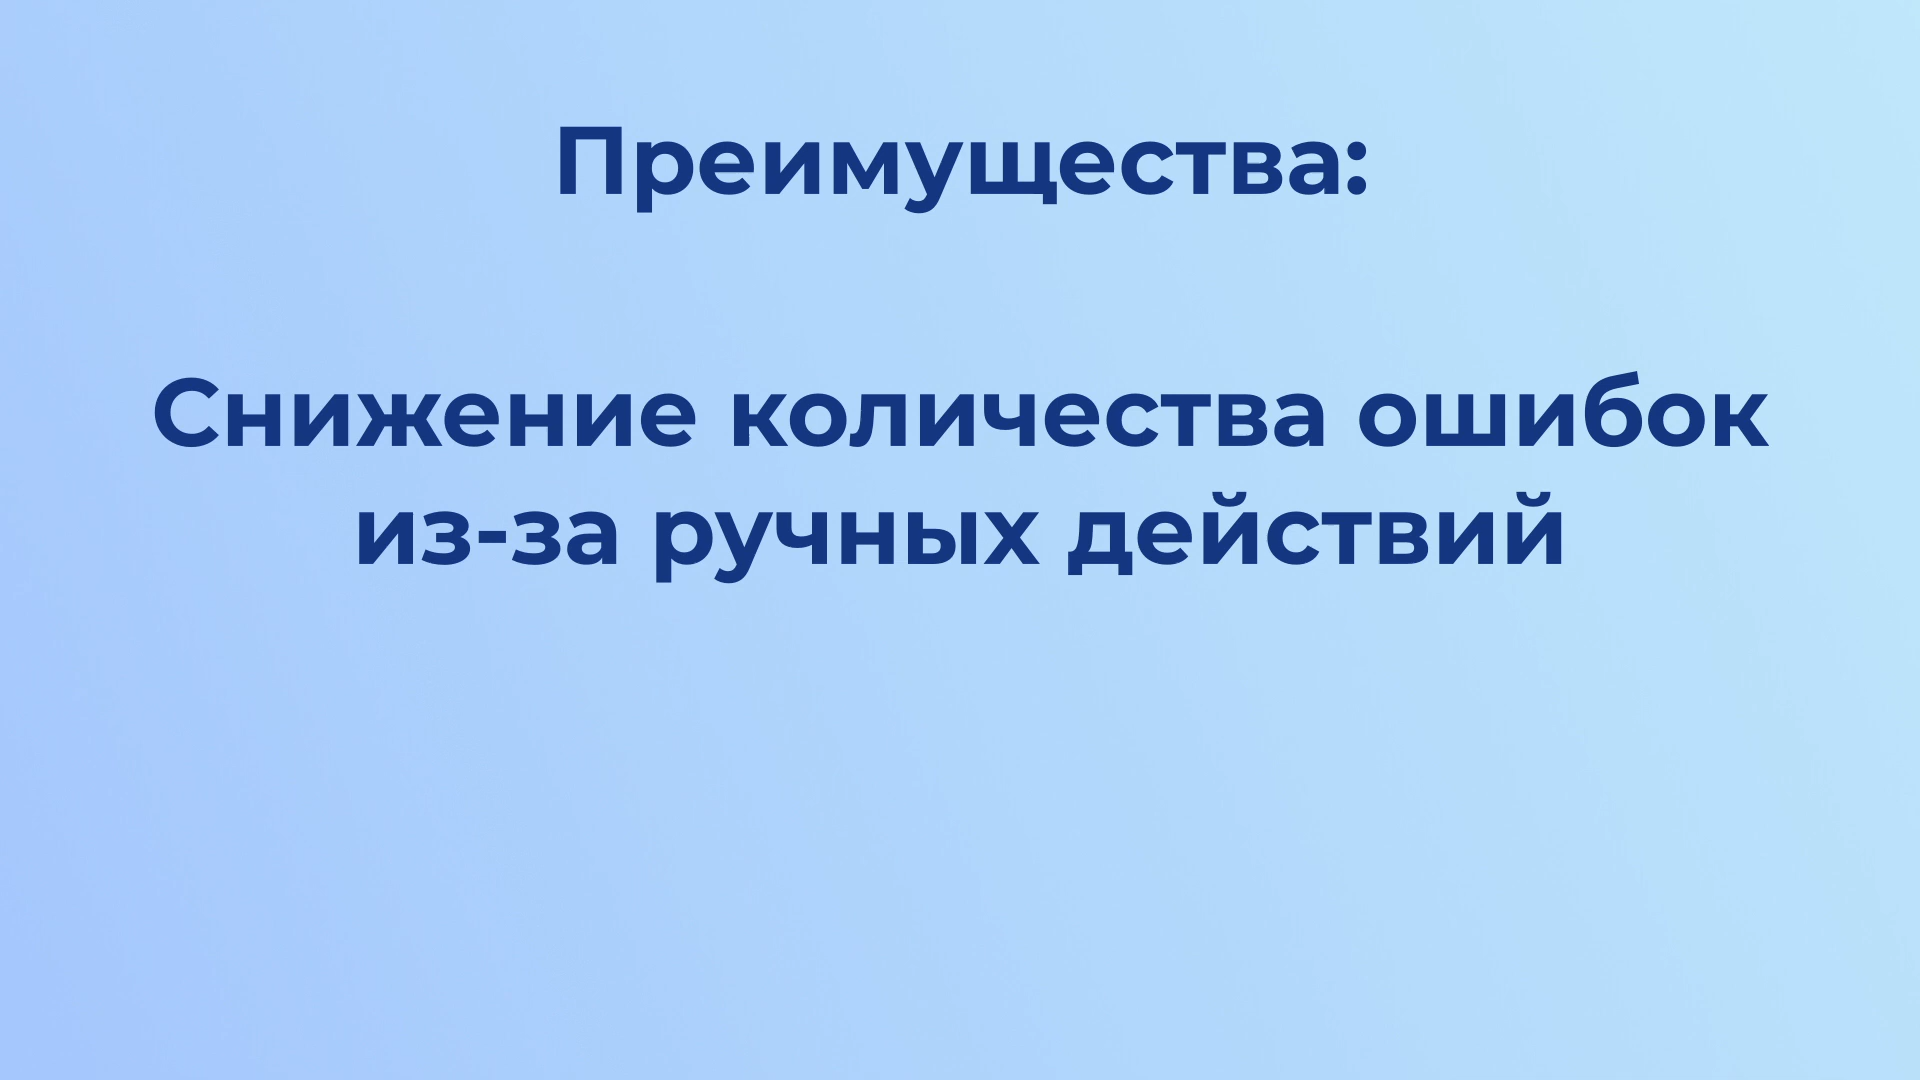 Преимущества:
Снижение количества ошибок
из-за ручных действий